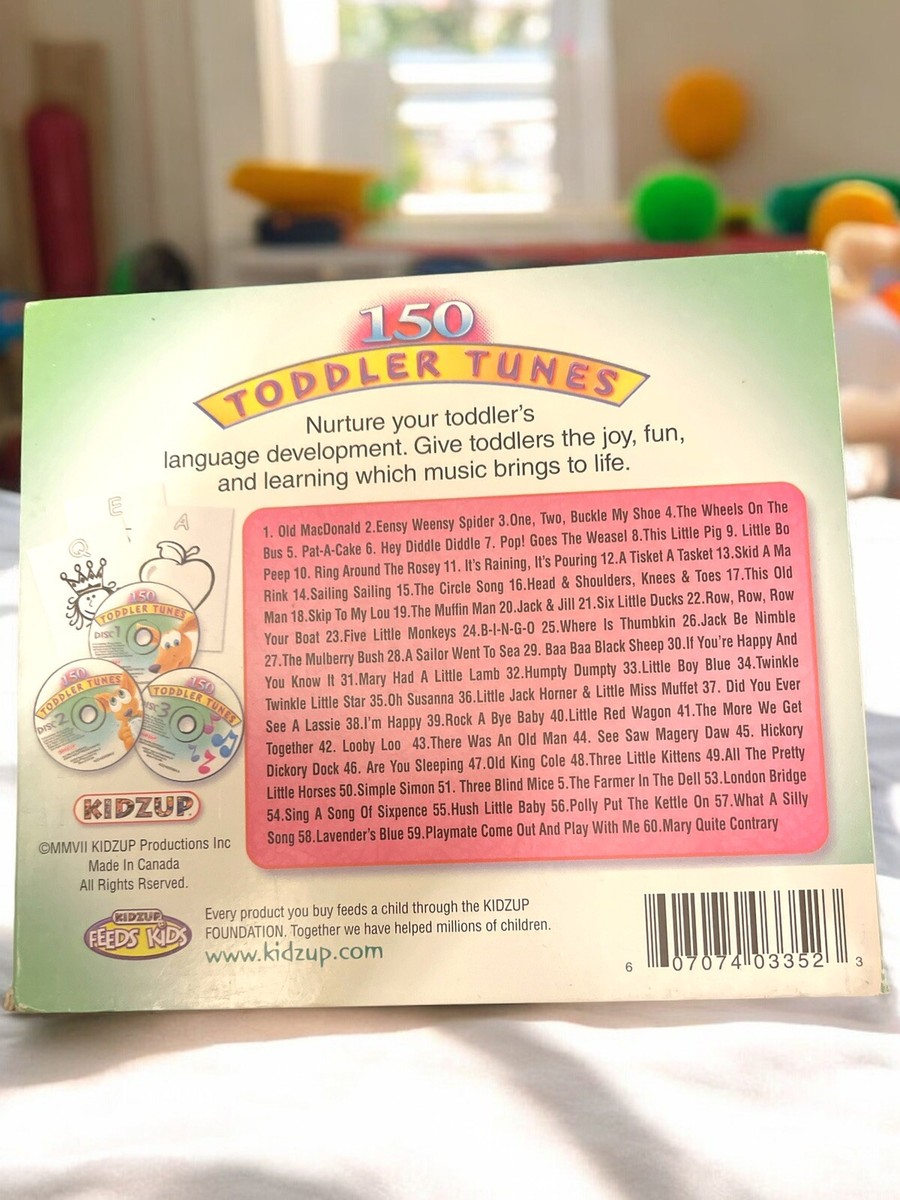 150
TODDLER TUNES
Nurture your toddler's
language development. Give toddlers the joy, fun,
and learning which music brings to life.
E
A
Q
1. Old MacDonald 2.Eensy Weensy Spider 3.One, Two, Buckle My Shoe 4.The Wheels On The
Bus 5. Pat-A-Cake 6. Hey Diddle Diddle 7. Pop! Goes The Weasel 8.This Little Pig 9. Little Bo
Peep 10. Ring Around The Rosey 11. It's Raining, It's Pouring 12.A Tisket A Tasket 13.Skid A Ma
Rink 14.Sailing Sailing 15.The Circle Song 16.Head & Shoulders, Knees & Toes 17.This Old
Man 18.Skip To My Lou 19.The Muffin Man 20.Jack & Jill 21.Six Little Ducks 22.Row, Row, Row
Your Boat 23.Five Little Monkeys 24.B-I-N-G-O 25.Where Is Thumbkin 26.Jack Be Nimble
27.The Mulberry Bush 28.A Sailor Went To Sea 29. Baa Baa Black Sheep 30.If You're Happy And
You Know It 31.Mary Had A Little Lamb 32.Humpty Dumpty 33.Little Boy Blue 34.Twinkle
Twinkle Little Star 35.Oh Susanna 36.Little Jack Horner & Little Miss Muffet 37. Did You Ever
See A Lassie 38.I'm Happy 39.Rock A Bye Baby 40.Little Red Wagon 41.The More We Get
Together 42. Looby Loo 43.There Was An Old Man 44. See Saw Magery Daw 45. Hickory
Dickory Dock 46. Are You Sleeping 47.Old King Cole 48.Three Little Kittens 49.All The Pretty
Little Horses 50.Simple Simon 51. Three Blind Mice 5.The Farmer In The Dell 53.London Bridge
54.Sing A Song Of Sixpence 55.Hush Little Baby 56.Polly Put The Kettle On 57.What A Silly
Song 58.Lavender's Blue 59.Playmate Come Out And Play With Me 60.Mary Quite Contrary
150
TODDLER TUNES
DISC 1
150
TODDLER TUNES
DISC 2
150
TODDLER TUNES
DISC 3
KIDZUP
©MMVII KIDZUP Productions Inc
Made In Canada
All Rights Rserved.
KIDZUP
FEEDS KIDS
Every product you buy feeds a child through the KIDZUP
FOUNDATION. Together we have helped millions of children.
www.kidzup.com
6 07074 03352 3